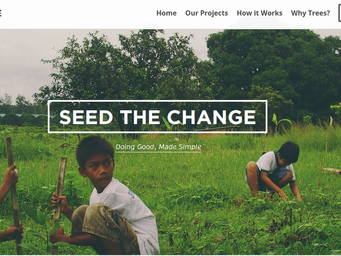 Home Our Projects How it Works Why Trees?
SEED THE CHANGE
Doing Good, Made Simple